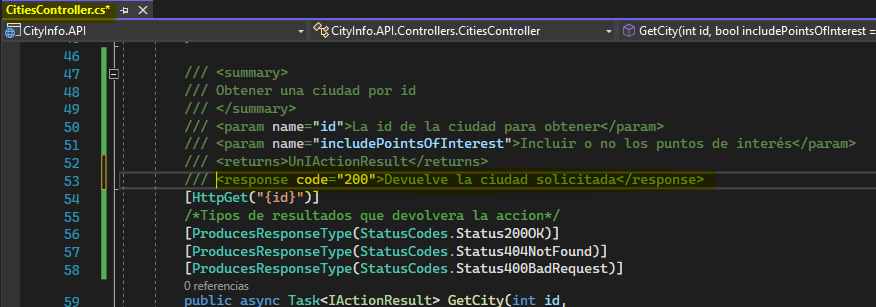 CitiesController.cs*
CityInfo.API CityInfo.API.Controllers.CitiesController GetCity(int id, bool includePointsOfInterest =
46
47 /// <summary>
48 /// Obtener una ciudad por id
49 /// </summary>
50 /// <param name="id">La id de la ciudad para obtener</param>
51 /// <param name="includePointsOfInterest">Incluir o no los puntos de interés</param>
52 /// <returns>UnIActionResult</returns>
53 /// <response code="200">Devuelve la ciudad solicitada</response>
54 [HttpGet("{id}")]
55 /*Tipos de resultados que devolvera la accion*/
56 [ProducesResponseType(StatusCodes.Status200OK)]
57 [ProducesResponseType(StatusCodes.Status404NotFound)]
58 [ProducesResponseType(StatusCodes.Status400BadRequest)]
0 referencias
59 public async Task<IActionResult> GetCity(int id,